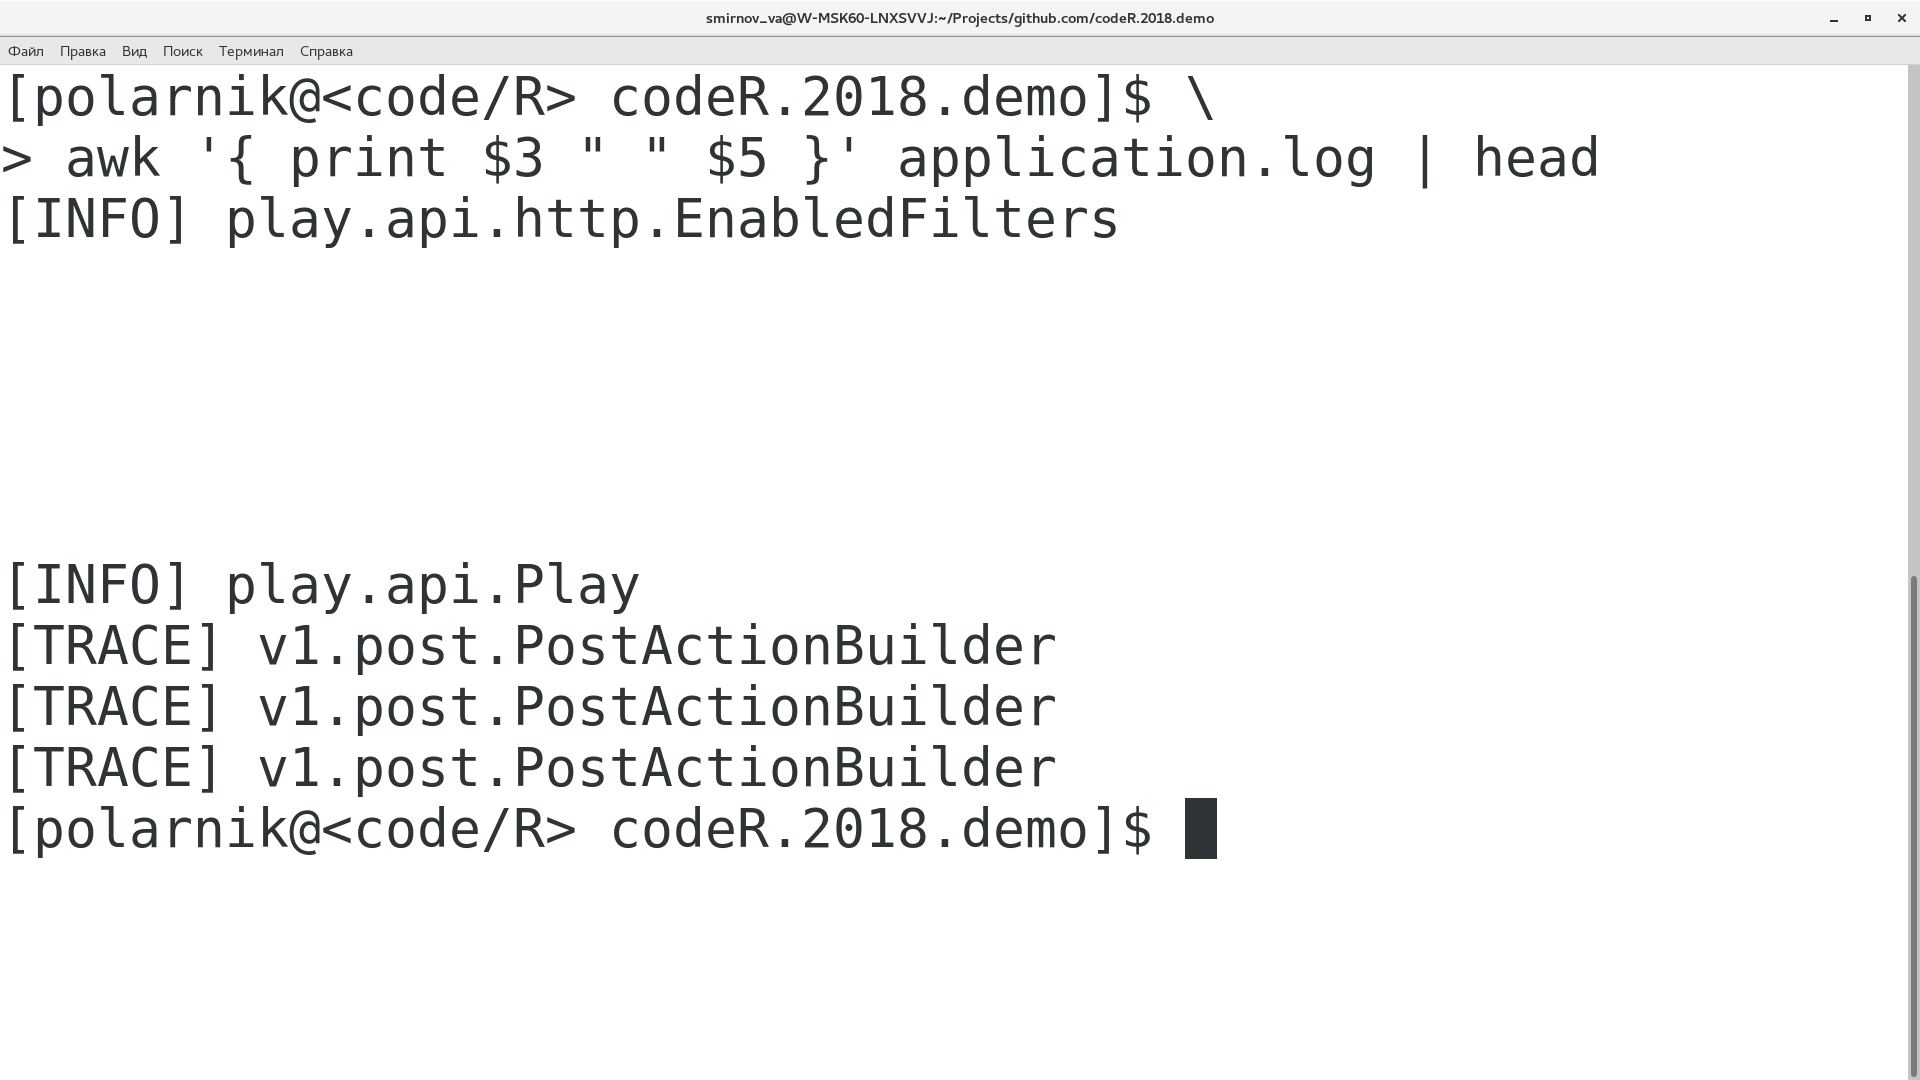 smirnov_va@W-MSK60-LNXSVVJ:~/Projects/github.com/codeR.2018.demo
Файл Правка Вид Поиск Терминал Справка
[polarnik@<code/R> codeR.2018.demo]$ \
> awk '{ print $3 " " $5 }' application.log | head
[INFO] play.api.http.EnabledFilters
[INFO] play.api.Play
[TRACE] v1.post.PostActionBuilder
[TRACE] v1.post.PostActionBuilder
[TRACE] v1.post.PostActionBuilder
[polarnik@<code/R> codeR.2018.demo]$